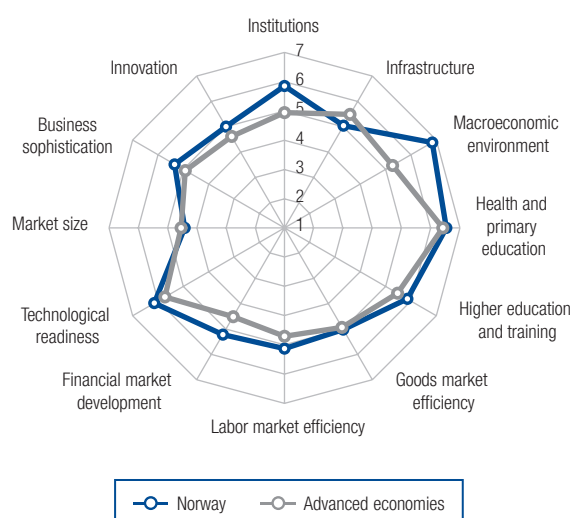 Institutions
7
6
5
4
3
2
1
Infrastructure
Macroeconomic
environment
Health and
primary
education
Higher education
and training
Goods market
efficiency
Labor market efficiency
Financial market
development
Technological
readiness
Market size
Business
sophistication
Innovation
Norway
Advanced economies